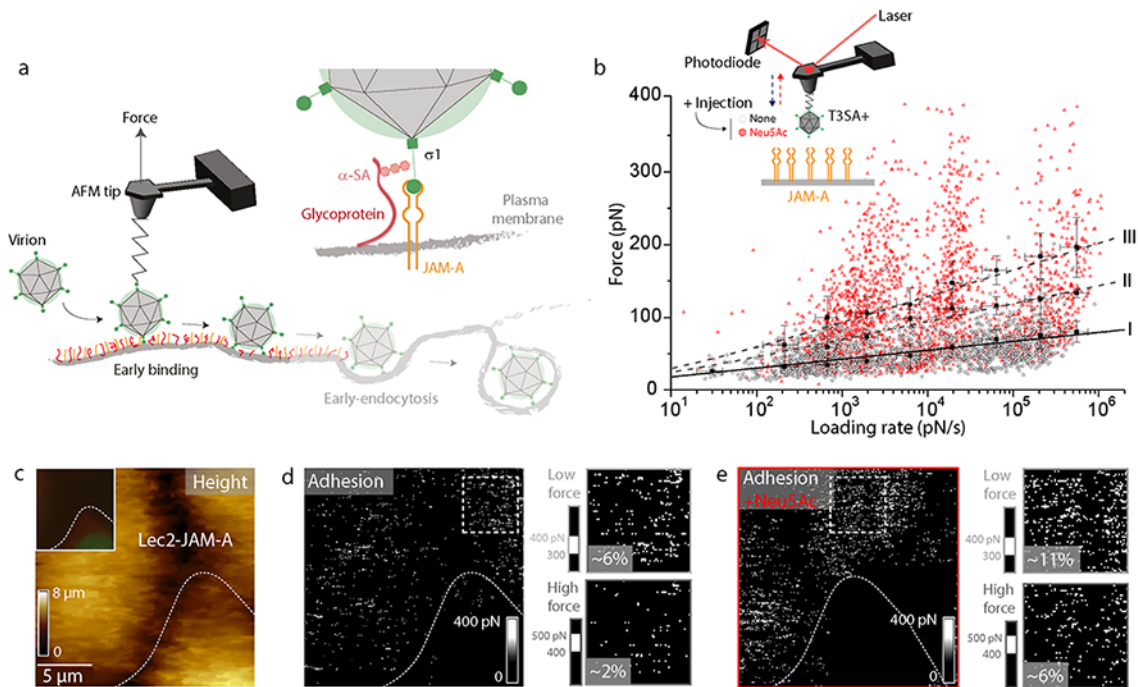 a
Force
AFM tip
Virion
Early binding
Early-endocytosis
σ1
α-SA
Glycoprotein
Plasma
membrane
JAM-A
b
Laser
Photodiode
+ Injection
None
Neu5Ac
T3SA+
JAM-A
Force (pN)
400
300
200
100
0
III
II
I
10¹ 10² 10³ 10⁴ 10⁵ 10⁶
Loading rate (pN/s)
c
Height
Lec2-JAM-A
8 µm
0
5 µm
d
Adhesion
400 pN
0
Low
force
400 pN
300
~6%
High
force
500 pN
400
~2%
e
Adhesion
+Neu5Ac
400 pN
0
Low
force
400 pN
300
~11%
High
force
500 pN
400
~6%